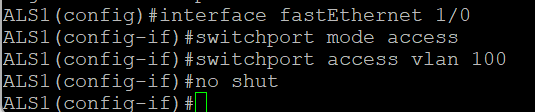 ALS1(config)#interface fastEthernet 1/0
ALS1(config-if)#switchport mode access
ALS1(config-if)#switchport access vlan 100
ALS1(config-if)#no shut
ALS1(config-if)#